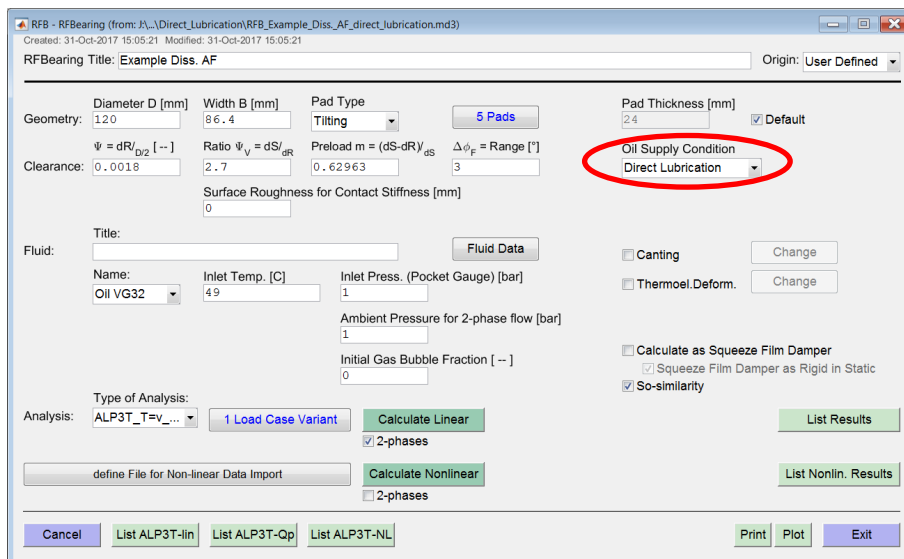 RFB - RFBearing (from: J:\...\Direct_Lubrication\RFB_Example_Diss._AF_direct_lubrication.md3)
Created: 31-Oct-2017 15:05:21 Modified: 31-Oct-2017 15:05:21
RFBearing Title: Example Diss. AF Origin: User Defined
Diameter D [mm] Width B [mm] Pad Type Pad Thickness [mm]
Geometry: 120 86.4 Tilting 5 Pads 24 Default
Ψ = dR/D/2 [ -- ] Ratio ΨV = dS/dR Preload m = (dS-dR)/dS ΔϕF = Range [°] Oil Supply Condition
Clearance: 0.0018 2.7 0.62963 3 Direct Lubrication
Surface Roughness for Contact Stiffness [mm]
0
Title:
Fluid: Fluid Data Canting Change
Name: Inlet Temp. [C] Inlet Press. (Pocket Gauge) [bar] Thermoel.Deform. Change
Oil VG32 49 1
Ambient Pressure for 2-phase flow [bar]
1
Calculate as Squeeze Film Damper
Initial Gas Bubble Fraction [ -- ] Squeeze Film Damper as Rigid in Static
0 So-similarity
Type of Analysis:
Analysis: ALP3T_T=v_... 1 Load Case Variant Calculate Linear List Results
2-phases
define File for Non-linear Data Import Calculate Nonlinear List Nonlin. Results
2-phases
Cancel List ALP3T-lin List ALP3T-Qp List ALP3T-NL Print Plot Exit